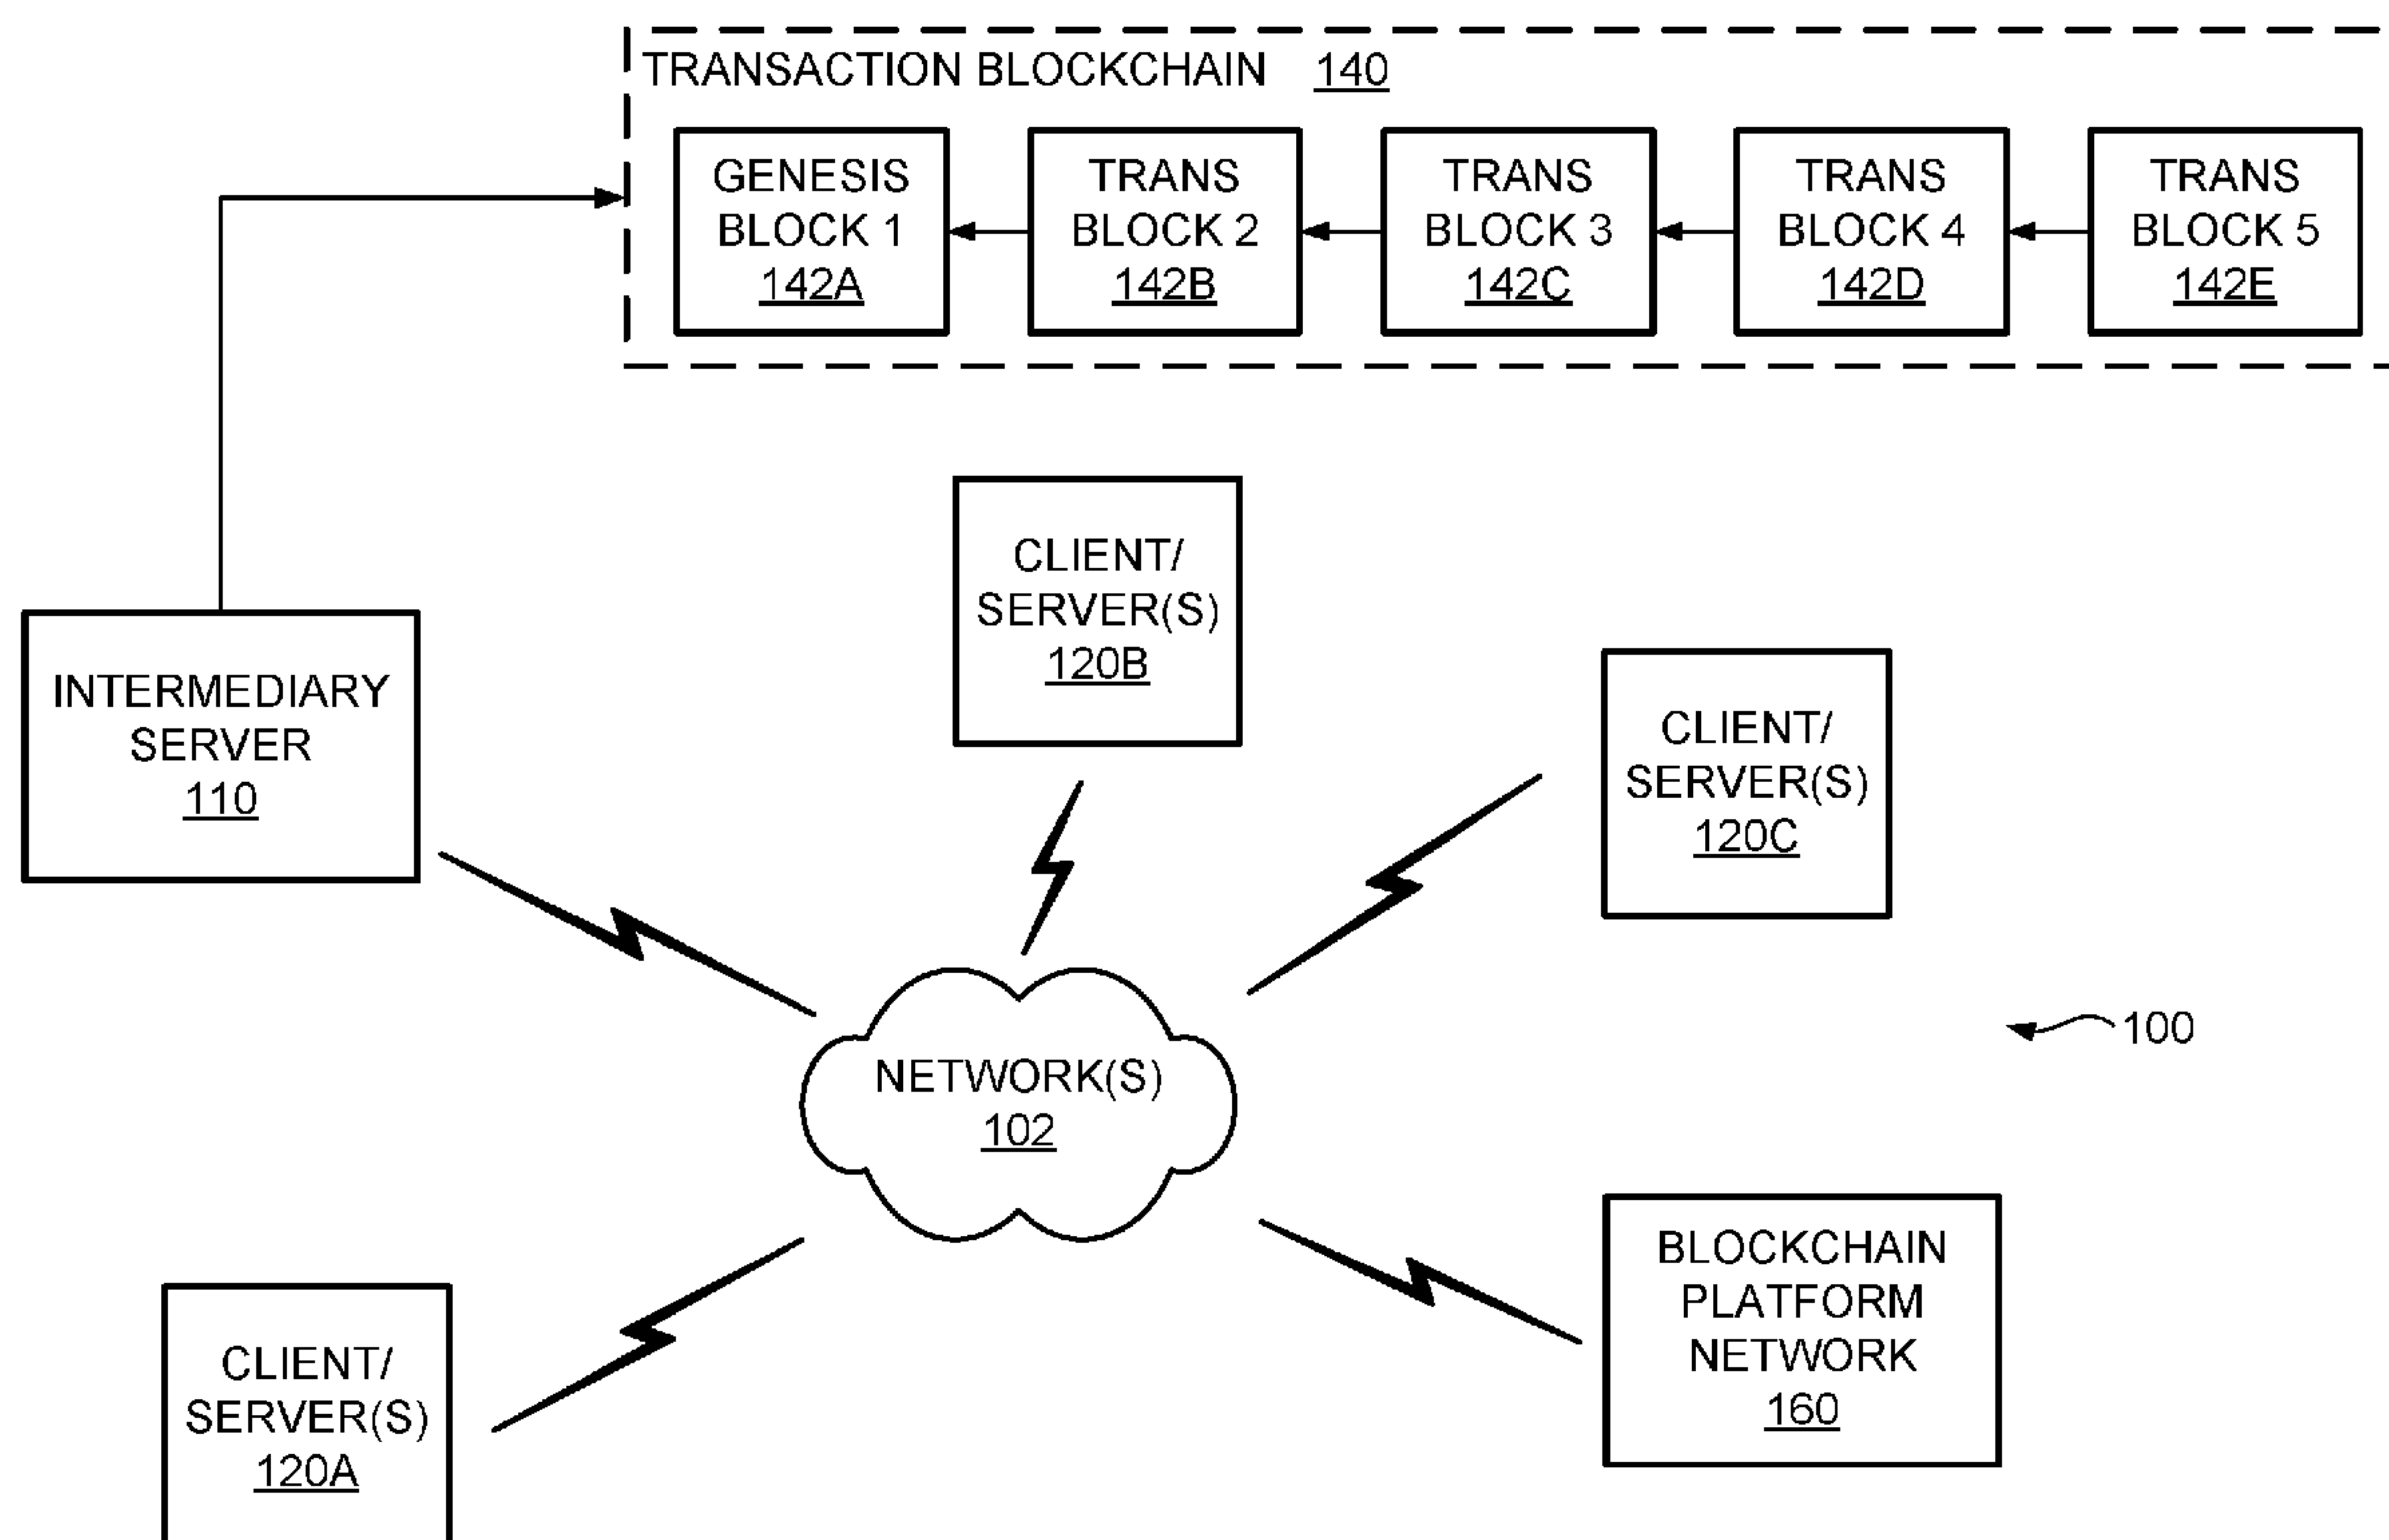 TRANSACTION BLOCKCHAIN 140
GENESIS
BLOCK 1
142A
TRANS
BLOCK 2
142B
TRANS
BLOCK 3
142C
TRANS
BLOCK 4
142D
TRANS
BLOCK 5
142E
CLIENT/
SERVER(S)
120B
INTERMEDIARY
SERVER
110
CLIENT/
SERVER(S)
120C
100
NETWORK(S)
102
BLOCKCHAIN
PLATFORM
NETWORK
160
CLIENT/
SERVER(S)
120A